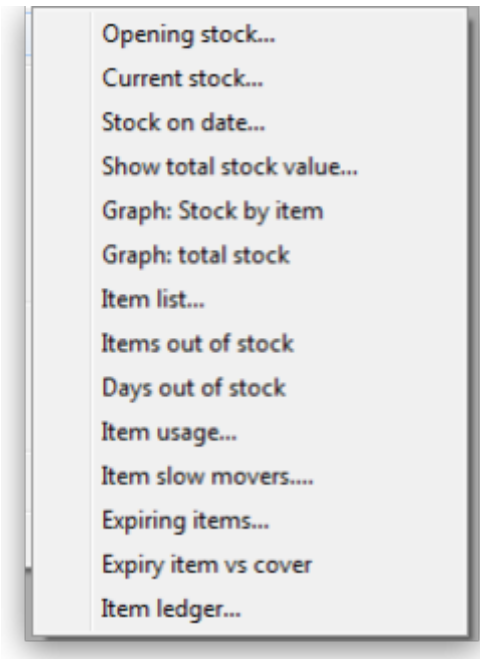 Opening stock...
Current stock...
Stock on date...
Show total stock value...
Graph: Stock by item
Graph: total stock
Item list...
Items out of stock
Days out of stock
Item usage...
Item slow movers....
Expiring items...
Expiry item vs cover
Item ledger...